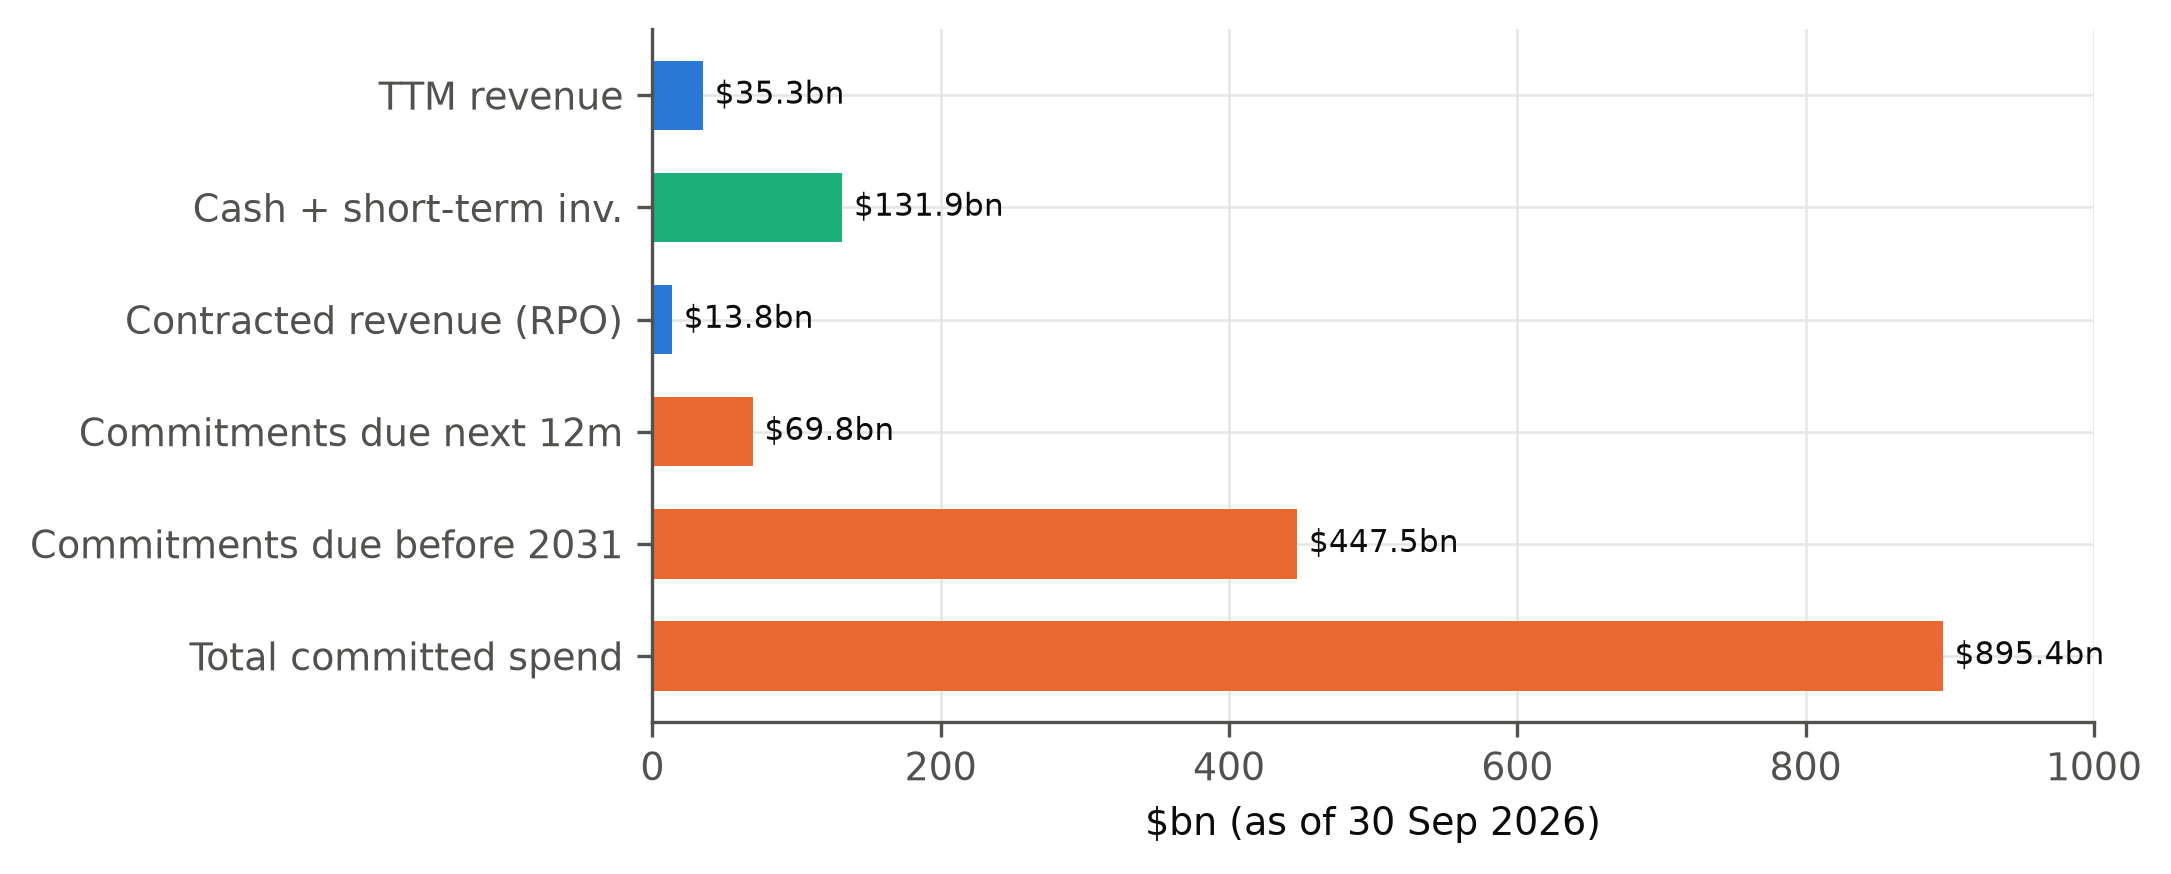 TTM revenue $35.3bn
Cash + short-term inv. $131.9bn
Contracted revenue (RPO) $13.8bn
Commitments due next 12m $69.8bn
Commitments due before 2031 $447.5bn
Total committed spend $895.4bn
0 200 400 600 800 1000
$bn (as of 30 Sep 2026)